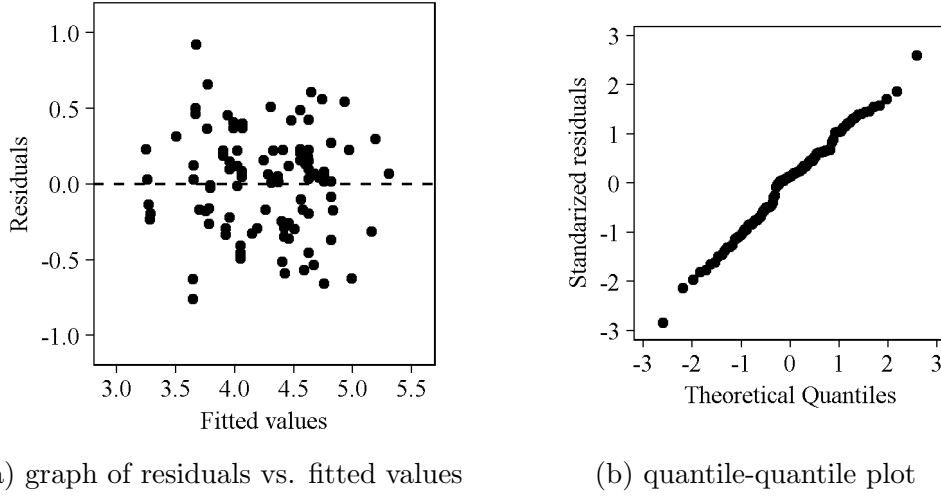 1.0
0.5
0.0
-0.5
-1.0
Residuals
3.0 3.5 4.0 4.5 5.0 5.5
Fitted values
3
2
1
0
-1
-2
-3
Standarized residuals
-3 -2 -1 0 1 2 3
Theoretical Quantiles
) graph of residuals vs. fitted values
(b) quantile-quantile plot